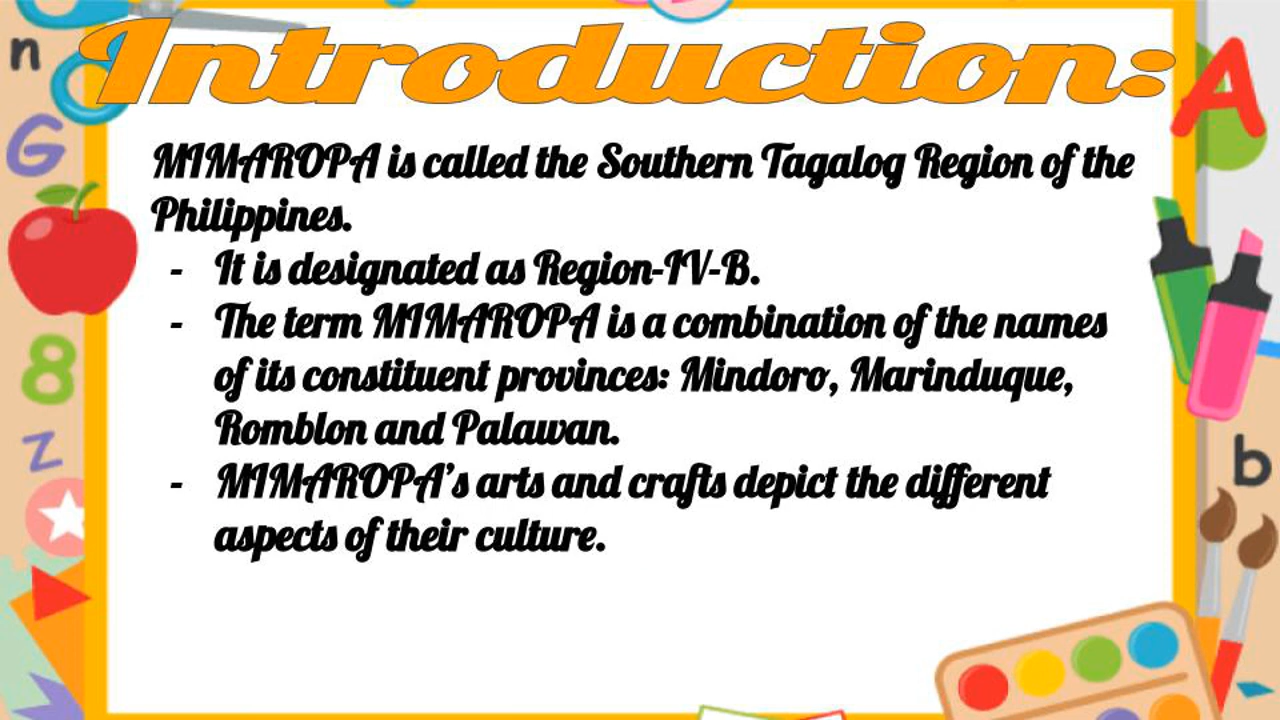 Introduction:
MIMAROPA is called the Southern Tagalog Region of the
Philippines.
- It is designated as Region-IV-B.
- The term MIMAROPA is a combination of the names
of its constituent provinces: Mindoro, Marinduque,
Romblon and Palawan.
- MIMAROPA's arts and crafts depict the different
aspects of their culture.
n
G
8
z
A
b